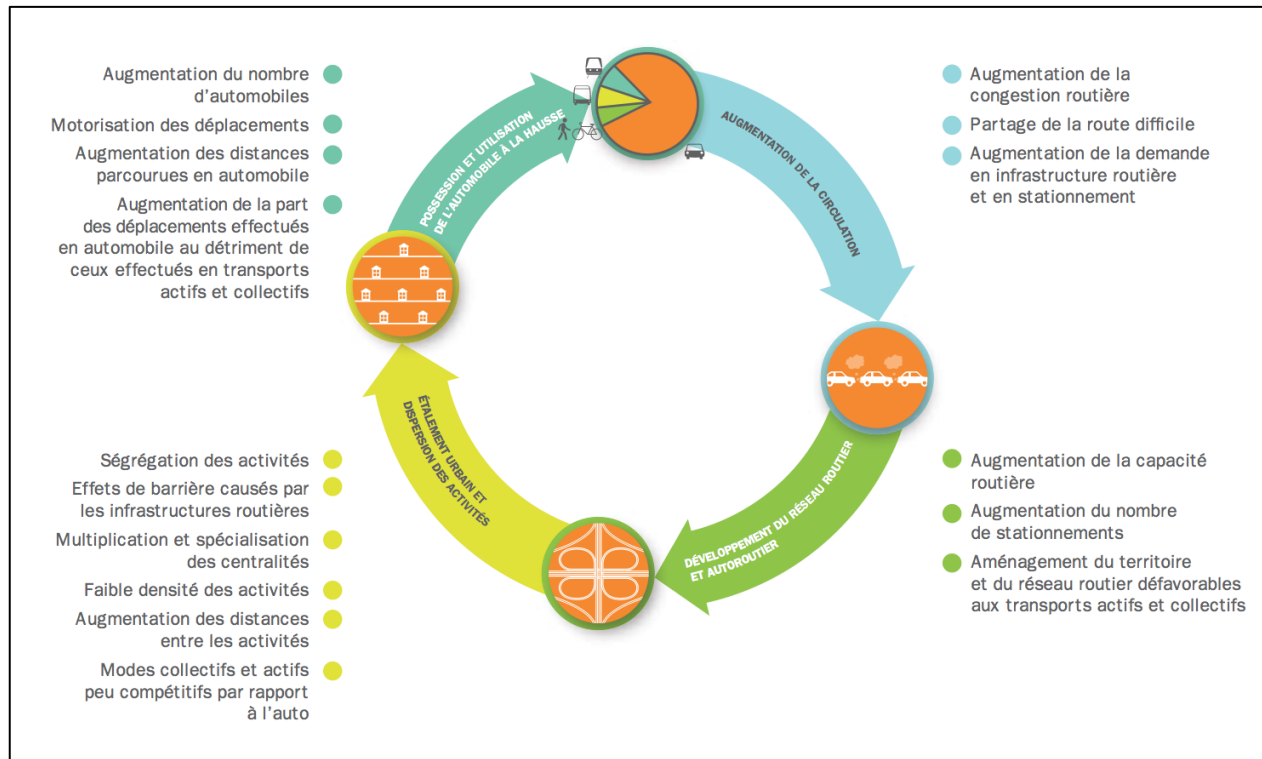 Augmentation du nombre
d'automobiles
Motorisation des déplacements
Augmentation des distances
parcourues en automobile
Augmentation de la part
des déplacements effectués
en automobile au détriment de
ceux effectués en transports
actifs et collectifs
POSSESSION ET UTILISATION
DE L'AUTOMOBILE À LA HAUSSE
AUGMENTATION DE LA CIRCULATION
Augmentation de la
congestion routière
Partage de la route difficile
Augmentation de la demande
en infrastructure routière
et en stationnement
DÉVELOPPEMENT DU RÉSEAU ROUTIER
ET AUTOROUTIER
Augmentation de la capacité
routière
Augmentation du nombre
de stationnements
Aménagement du territoire
et du réseau routier défavorables
aux transports actifs et collectifs
ÉTALEMENT URBAIN ET
DISPERSION DES ACTIVITÉS
Ségrégation des activités
Effets de barrière causés par
les infrastructures routières
Multiplication et spécialisation
des centralités
Faible densité des activités
Augmentation des distances
entre les activités
Modes collectifs et actifs
peu compétitifs par rapport
à l'auto